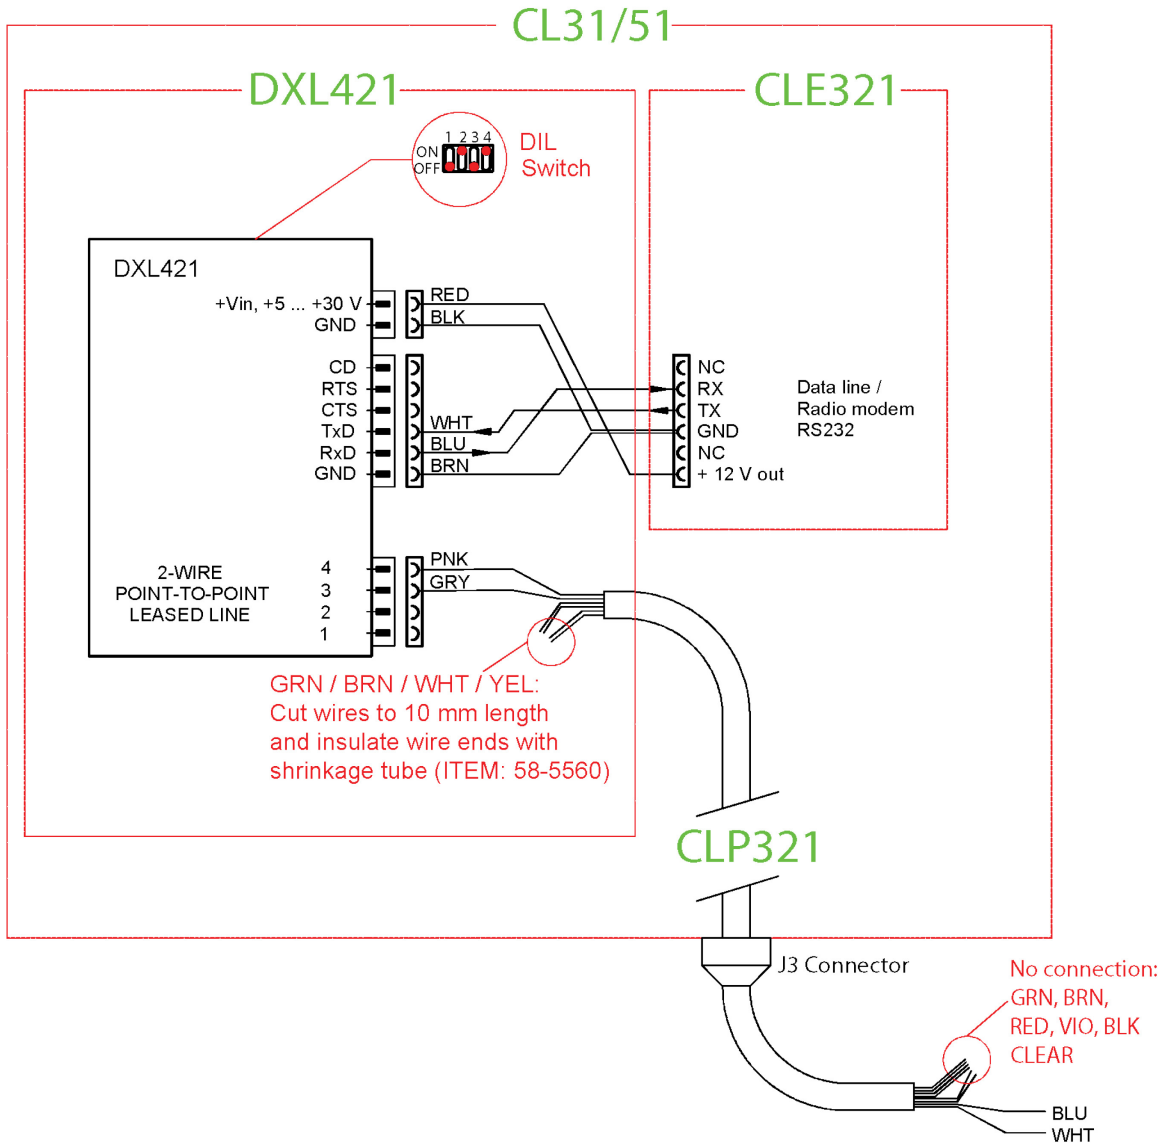 CL31/51
DXL421
CLE321
1 2 3 4
ON
OFF
DIL
Switch
DXL421
+Vin, +5 ... +30 V
GND
CD
RTS
CTS
TxD
RxD
GND
RED
BLK
WHT
BLU
BRN
NC
RX
TX
GND
NC
+ 12 V out
Data line /
Radio modem
RS232
2-WIRE
POINT-TO-POINT
LEASED LINE
4
3
2
1
PNK
GRY
GRN / BRN / WHT / YEL:
Cut wires to 10 mm length
and insulate wire ends with
shrinkage tube (ITEM: 58-5560)
CLP321
J3 Connector
No connection:
GRN, BRN,
RED, VIO, BLK
CLEAR
BLU
WHT